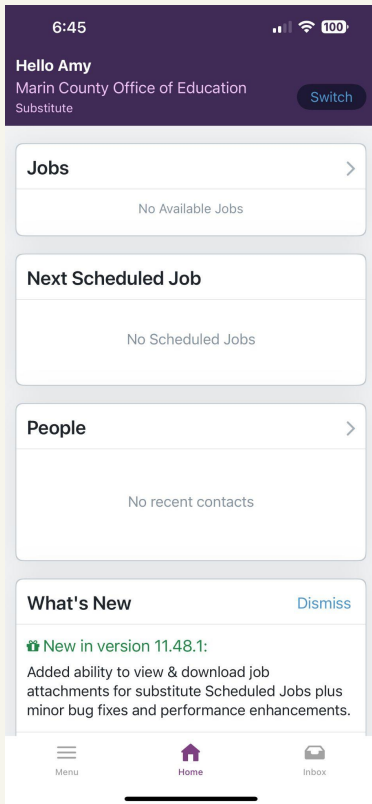 6:45
100
Hello Amy
Marin County Office of Education
Substitute
Switch
Jobs
No Available Jobs
Next Scheduled Job
No Scheduled Jobs
People
No recent contacts
What's New
Dismiss
New in version 11.48.1:
Added ability to view & download job
attachments for substitute Scheduled Jobs plus
minor bug fixes and performance enhancements.
Menu
Home
Inbox